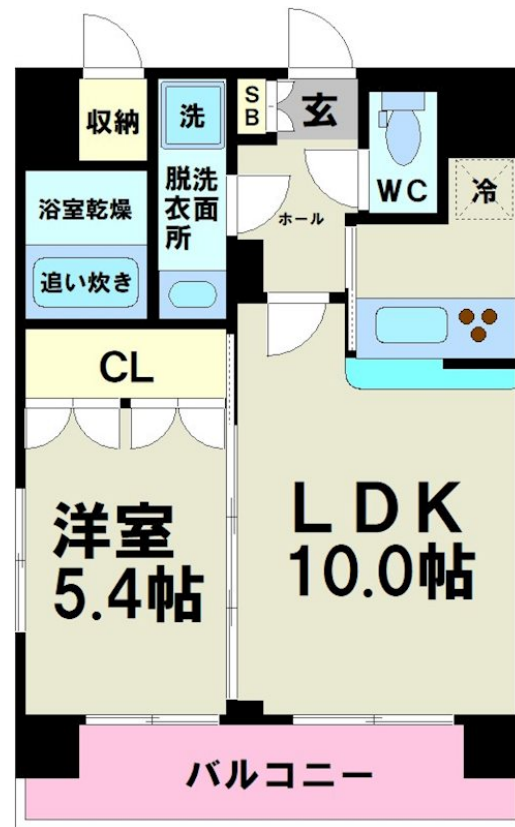 収納
洗
SB
玄
WC
冷
浴室乾燥
洗面
脱衣所
ホール
追い炊き
CL
洋室
5.4帖
LDK
10.0帖
バルコニー